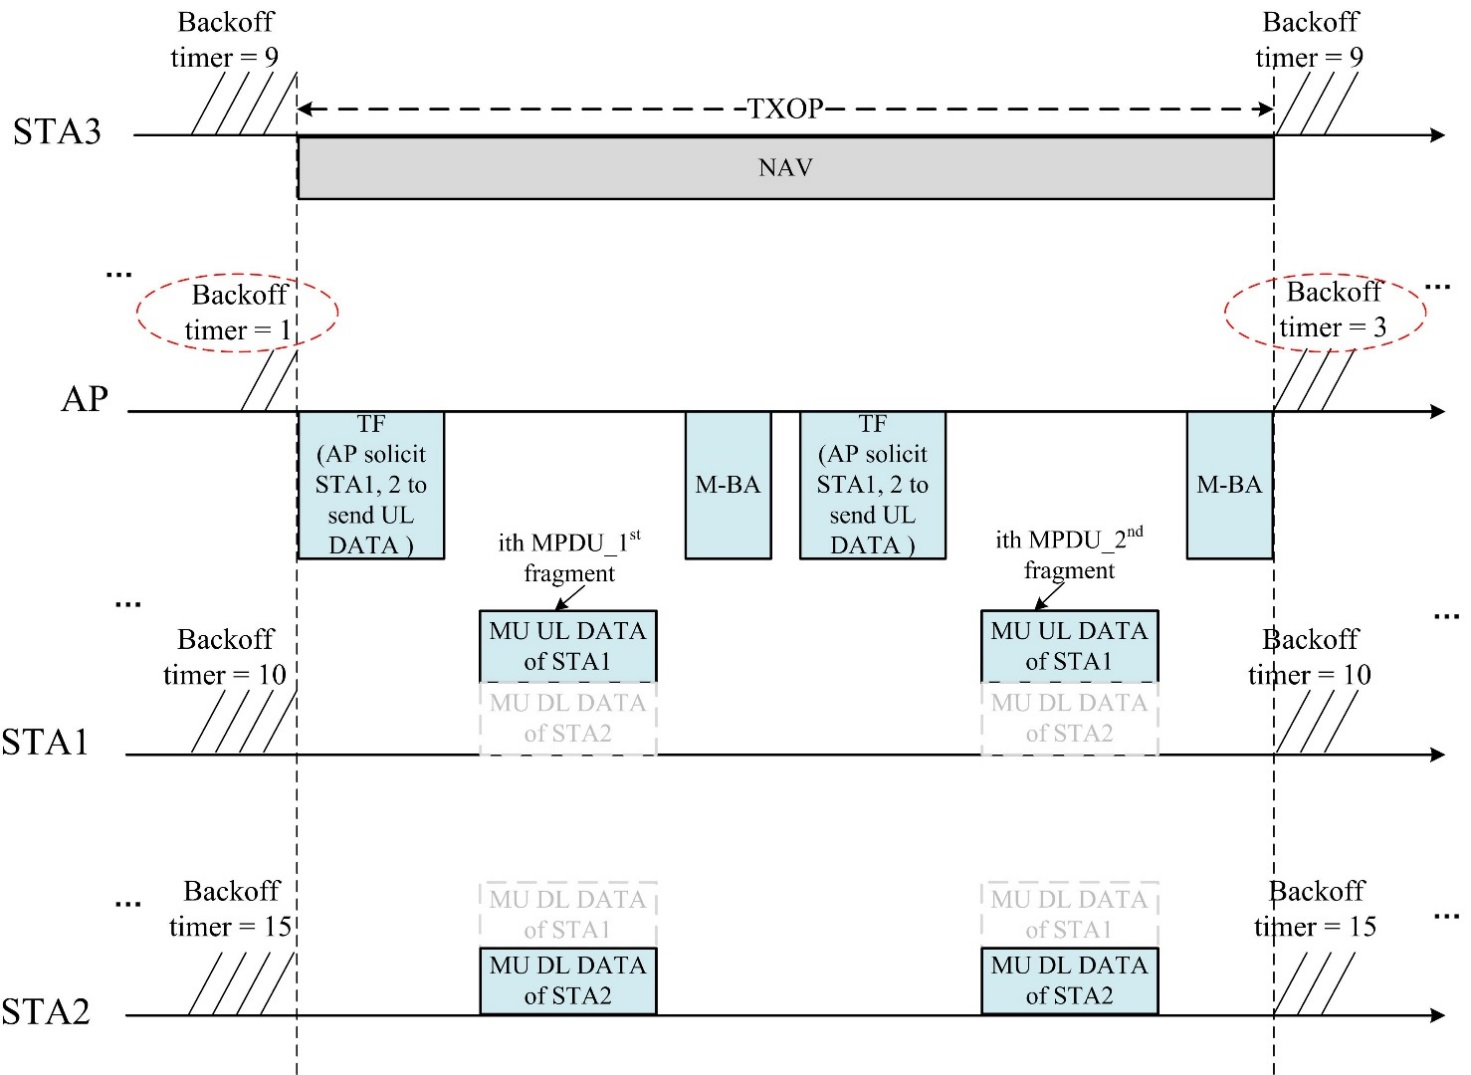 Backoff
timer = 9
Backoff
timer = 9
TXOP
STA3
NAV
...
Backoff
timer = 1
Backoff
timer = 3
...
AP
TF
(AP solicit
STA1, 2 to
send UL
DATA )
M-BA
TF
(AP solicit
STA1, 2 to
send UL
DATA )
M-BA
ith MPDU_1st
fragment
ith MPDU_2nd
fragment
...
Backoff
timer = 10
MU UL DATA
of STA1
MU DL DATA
of STA2
MU UL DATA
of STA1
MU DL DATA
of STA2
Backoff
timer = 10
...
STA1
...
Backoff
timer = 15
MU DL DATA
of STA1
MU DL DATA
of STA2
MU DL DATA
of STA1
MU DL DATA
of STA2
Backoff
timer = 15
...
STA2